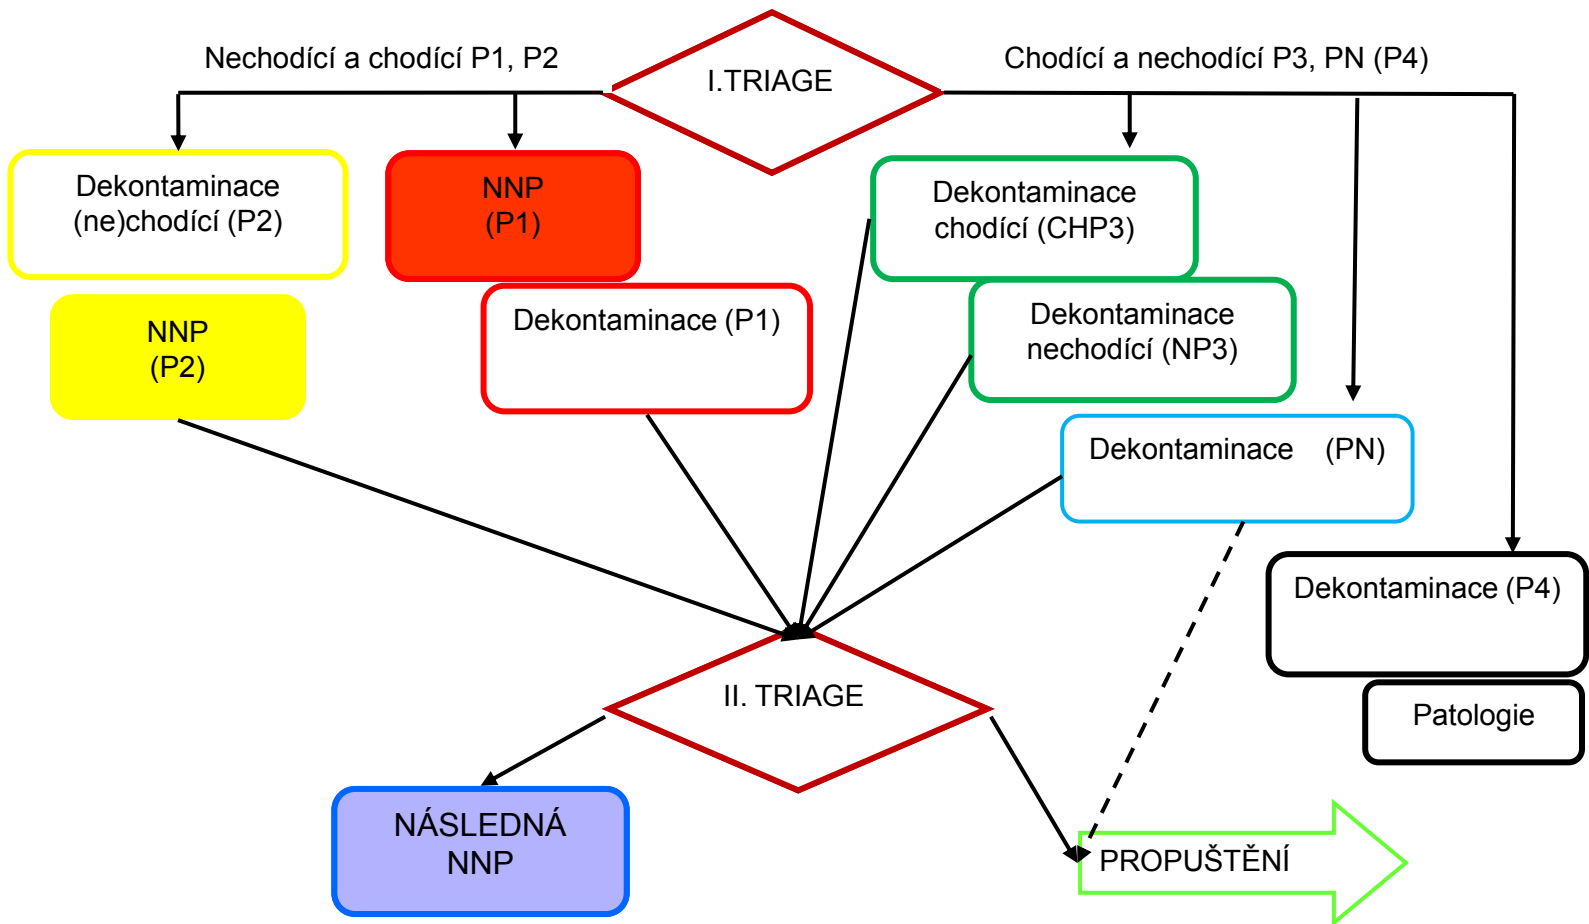 Nechodící a chodící P1, P2
I.TRIAGE
Chodící a nechodící P3, PN (P4)
Dekontaminace
(ne)chodící (P2)
NNP
(P1)
Dekontaminace
chodící (CHP3)
NNP
(P2)
Dekontaminace (P1)
Dekontaminace
nechodící (NP3)
Dekontaminace (PN)
Dekontaminace (P4)
II. TRIAGE
Patologie
NÁSLEDNÁ
NNP
PROPUŠTĚNÍ